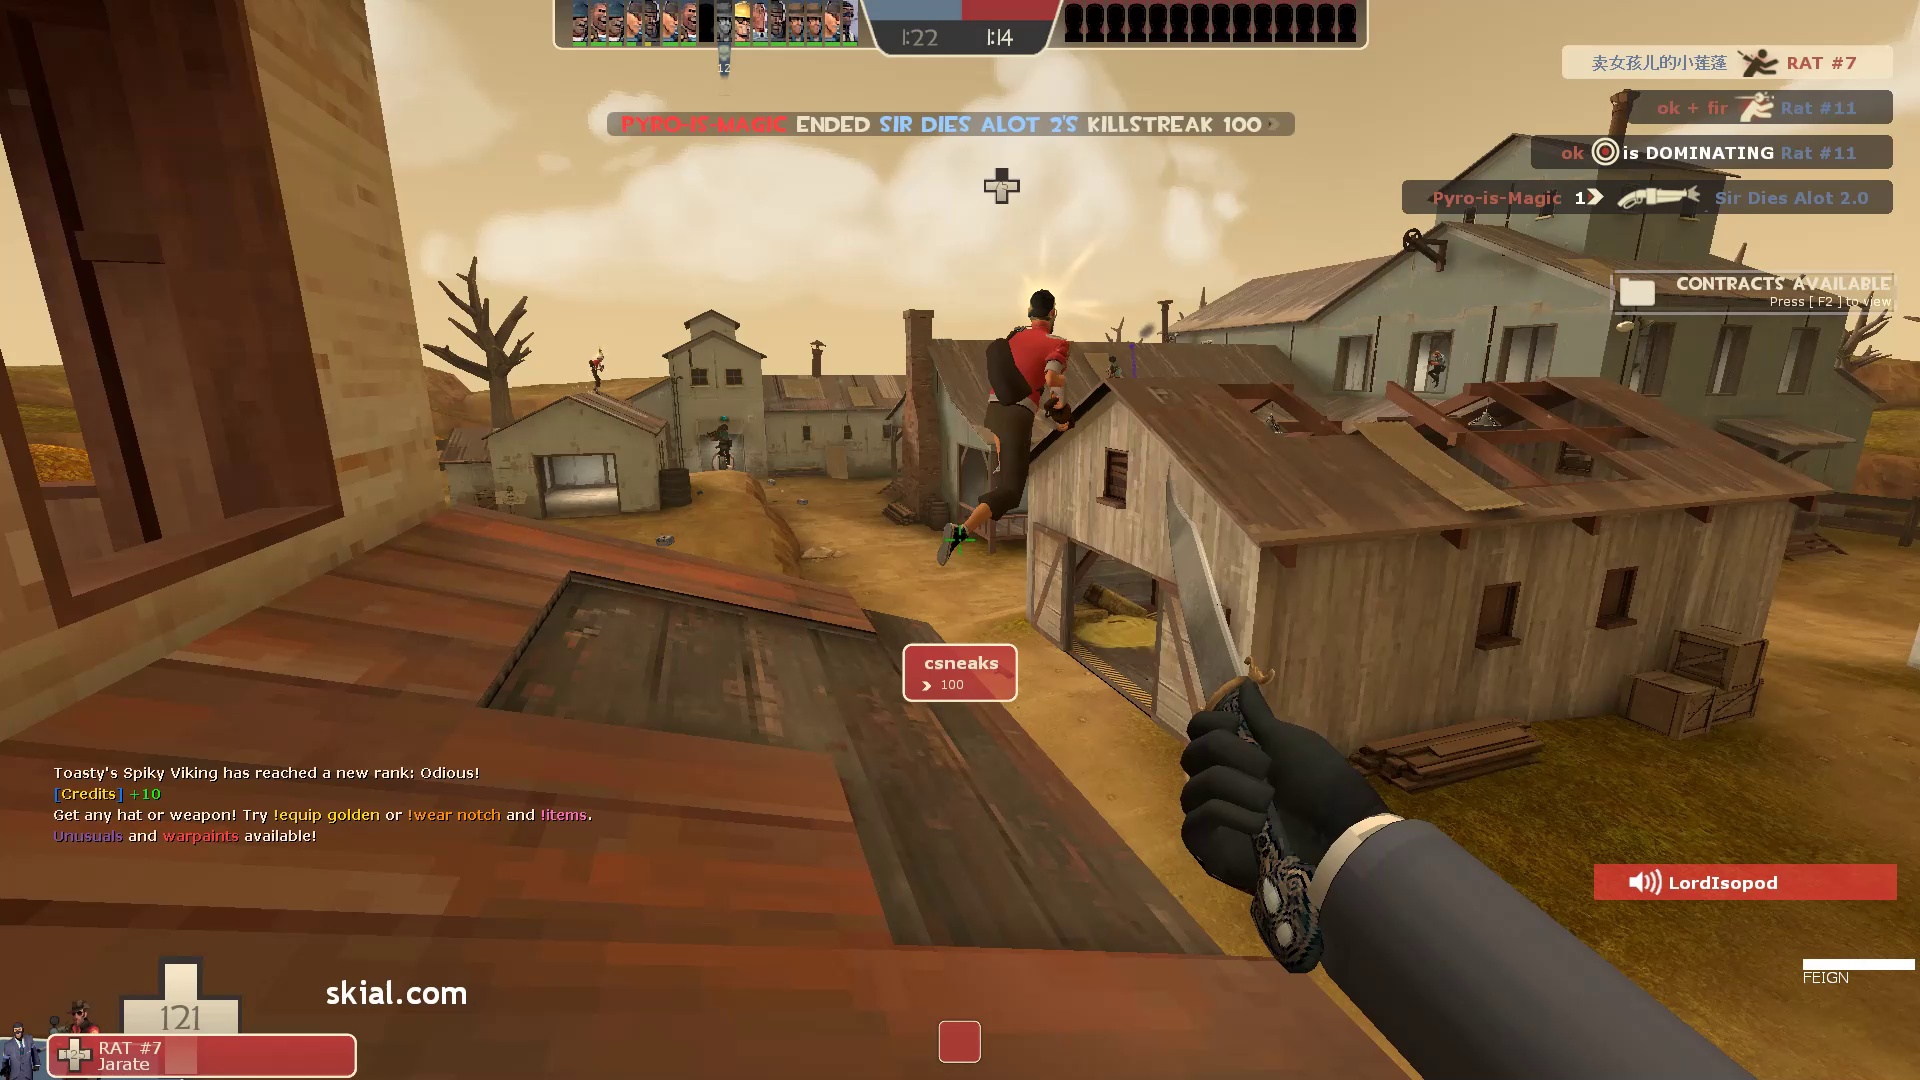 1:22 1:14
12
PYRO-IS-MAGIC ENDED SIR DIES ALOT 2'S KILLSTREAK 100
卖女孩儿的小莲蓬 RAT #7
ok + fir Rat #11
ok is DOMINATING Rat #11
Pyro-is-Magic 1 Sir Dies Alot 2.0
CONTRACTS AVAILABLE
Press [ F2 ] to view
csneaks
100
Toasty's Spiky Viking has reached a new rank: Odious!
[Credits] +10
Get any hat or weapon! Try !equip golden or !wear notch and !items.
Unusuals and warpaints available!
LordIsopod
FEIGN
skial.com
121
125 RAT #7
Jarate